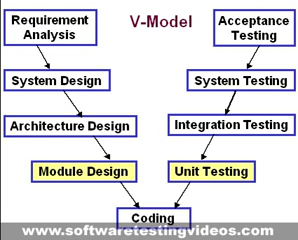 Requirement
Analysis
V-Model
Acceptance
Testing
System Design
System Testing
Architecture Design
Integration Testing
Module Design
Unit Testing
Coding
www.softwaretestingvideos.com